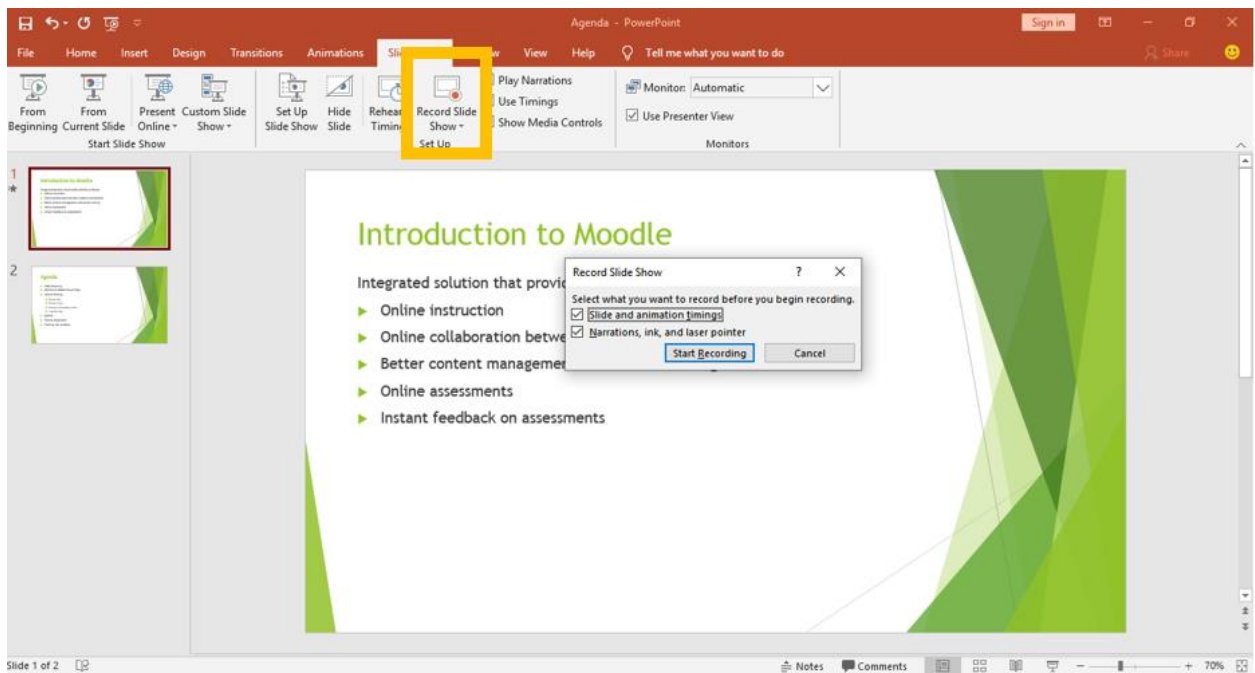 Agenda - PowerPoint
Sign in
File Home Insert Design Transitions Animations View Help Tell me what you want to do Share
From Beginning
From Current Slide
Present Online
Custom Slide Show
Start Slide Show
Set Up Slide Show
Hide Slide
Record Slide Show
Play Narrations
Use Timings
Show Media Controls
Set Up
Monitor: Automatic
Use Presenter View
Monitors
1
2
Introduction to Moodle
Integrated solution that
Online instruction
Online collaboration
Better content
Online assessments
Instant feedback on assessments
Record Slide Show ? ×
Select what you want to record before you begin recording.
Slide and animation timings
Narrations, ink, and laser pointer
Start Recording Cancel
Slide 1 of 2
Notes Comments
70%